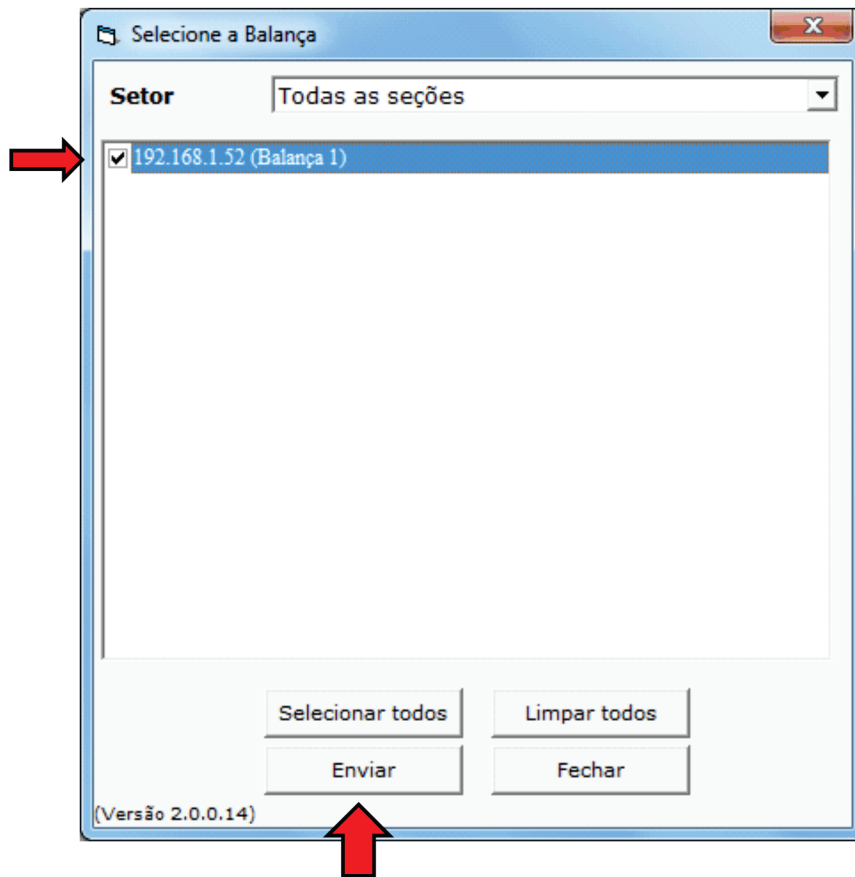 Selecione a Balança
Setor Todas as seções
192.168.1.52 (Balança 1)
Selecionar todos Limpar todos
Enviar Fechar
(Versão 2.0.0.14)